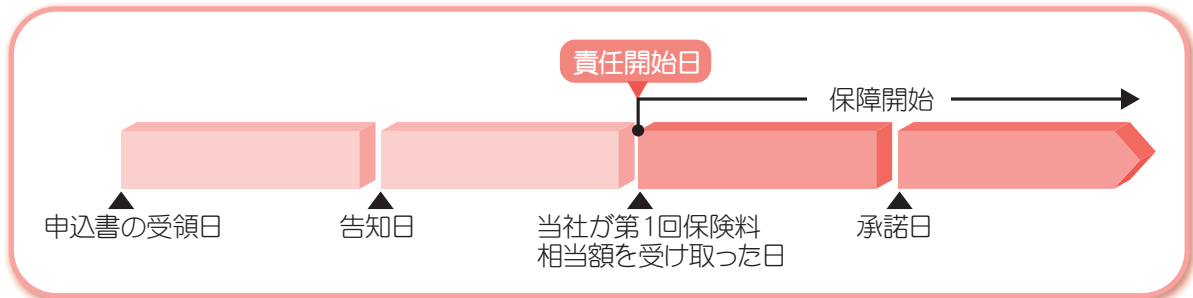 責任開始日
保障開始
申込書の受領日
告知日
当社が第1回保険料
相当額を受け取った日
承諾日